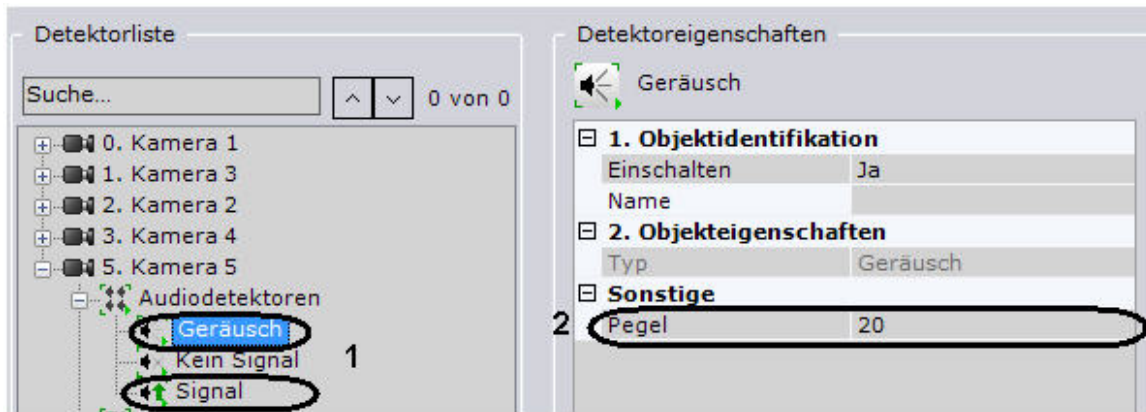 Detektorliste
Suche...
0 von 0
0. Kamera 1
1. Kamera 3
2. Kamera 2
3. Kamera 4
5. Kamera 5
Audiodetektoren
Geräusch
Kein Signal
1
Signal
Detektoreigenschaften
Geräusch
1. Objektidentifikation
Einschalten Ja
Name
2. Objekteigenschaften
Typ Geräusch
Sonstige
2 Pegel 20